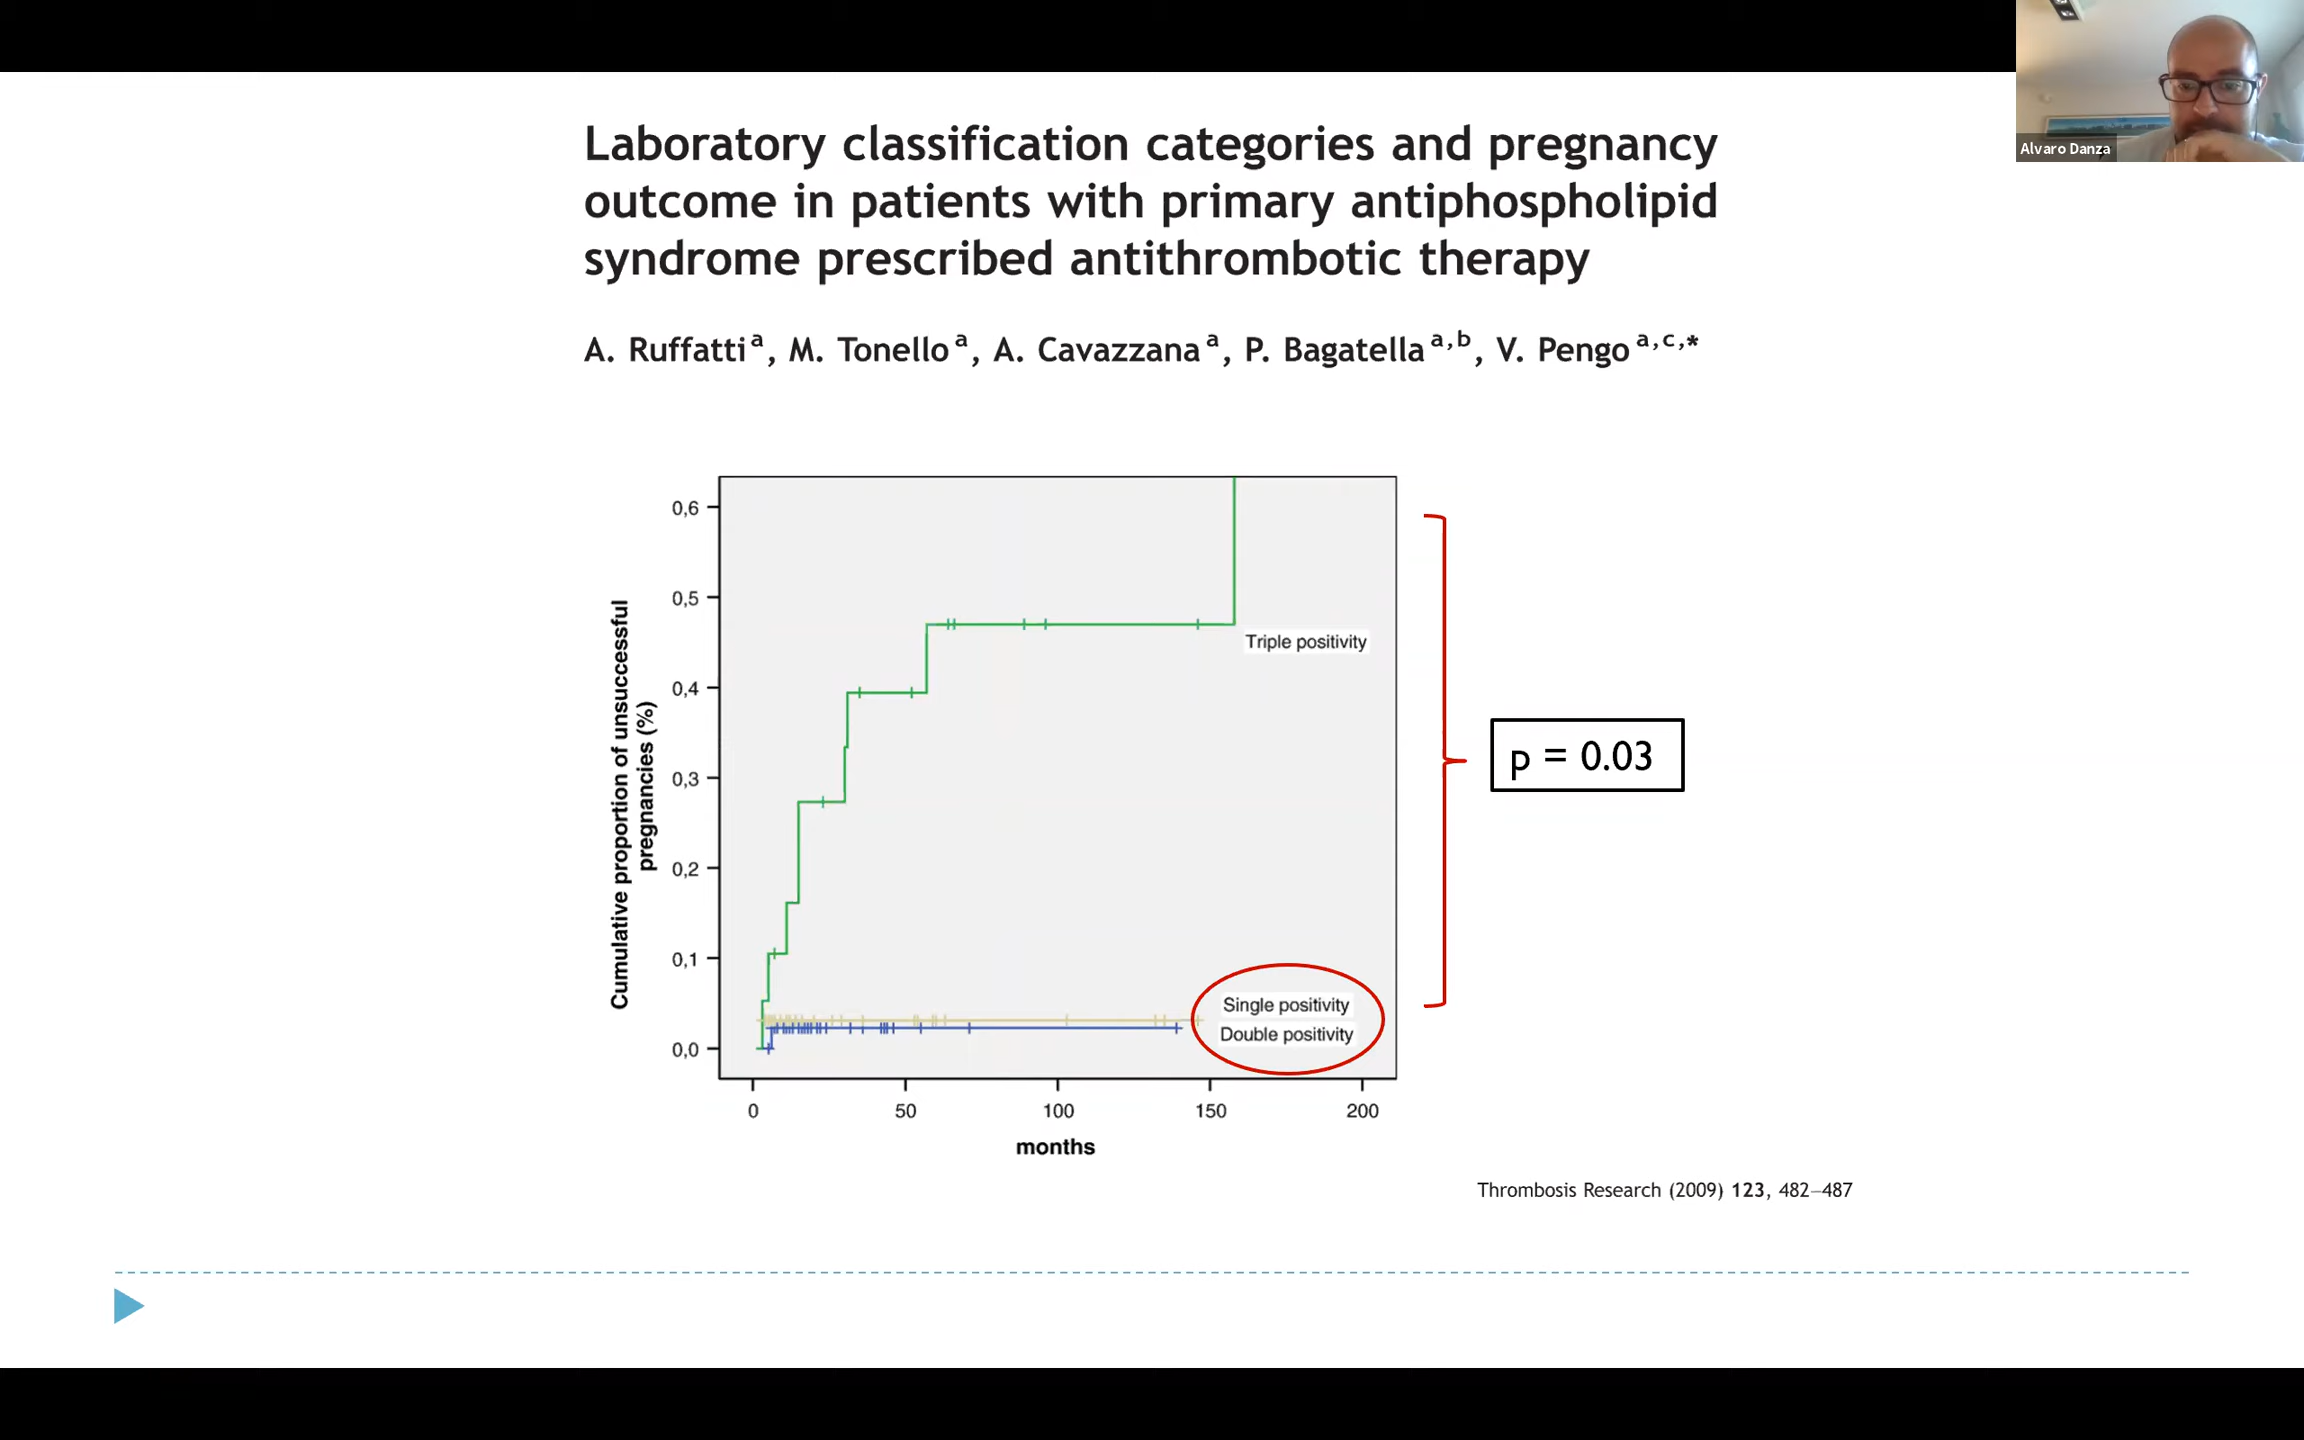 Alvaro Danza
Laboratory classification categories and pregnancy
outcome in patients with primary antiphospholipid
syndrome prescribed antithrombotic therapy
A. Ruffatti a, M. Tonello a, A. Cavazzana a, P. Bagatella a,b, V. Pengo a,c,*
Cumulative proportion of unsuccessful
pregnancies (%)
0,6
0,5
0,4
0,3
0,2
0,1
0,0
Triple positivity
Single positivity
Double positivity
p = 0.03
0 50 100 150 200
months
Thrombosis Research (2009) 123, 482–487